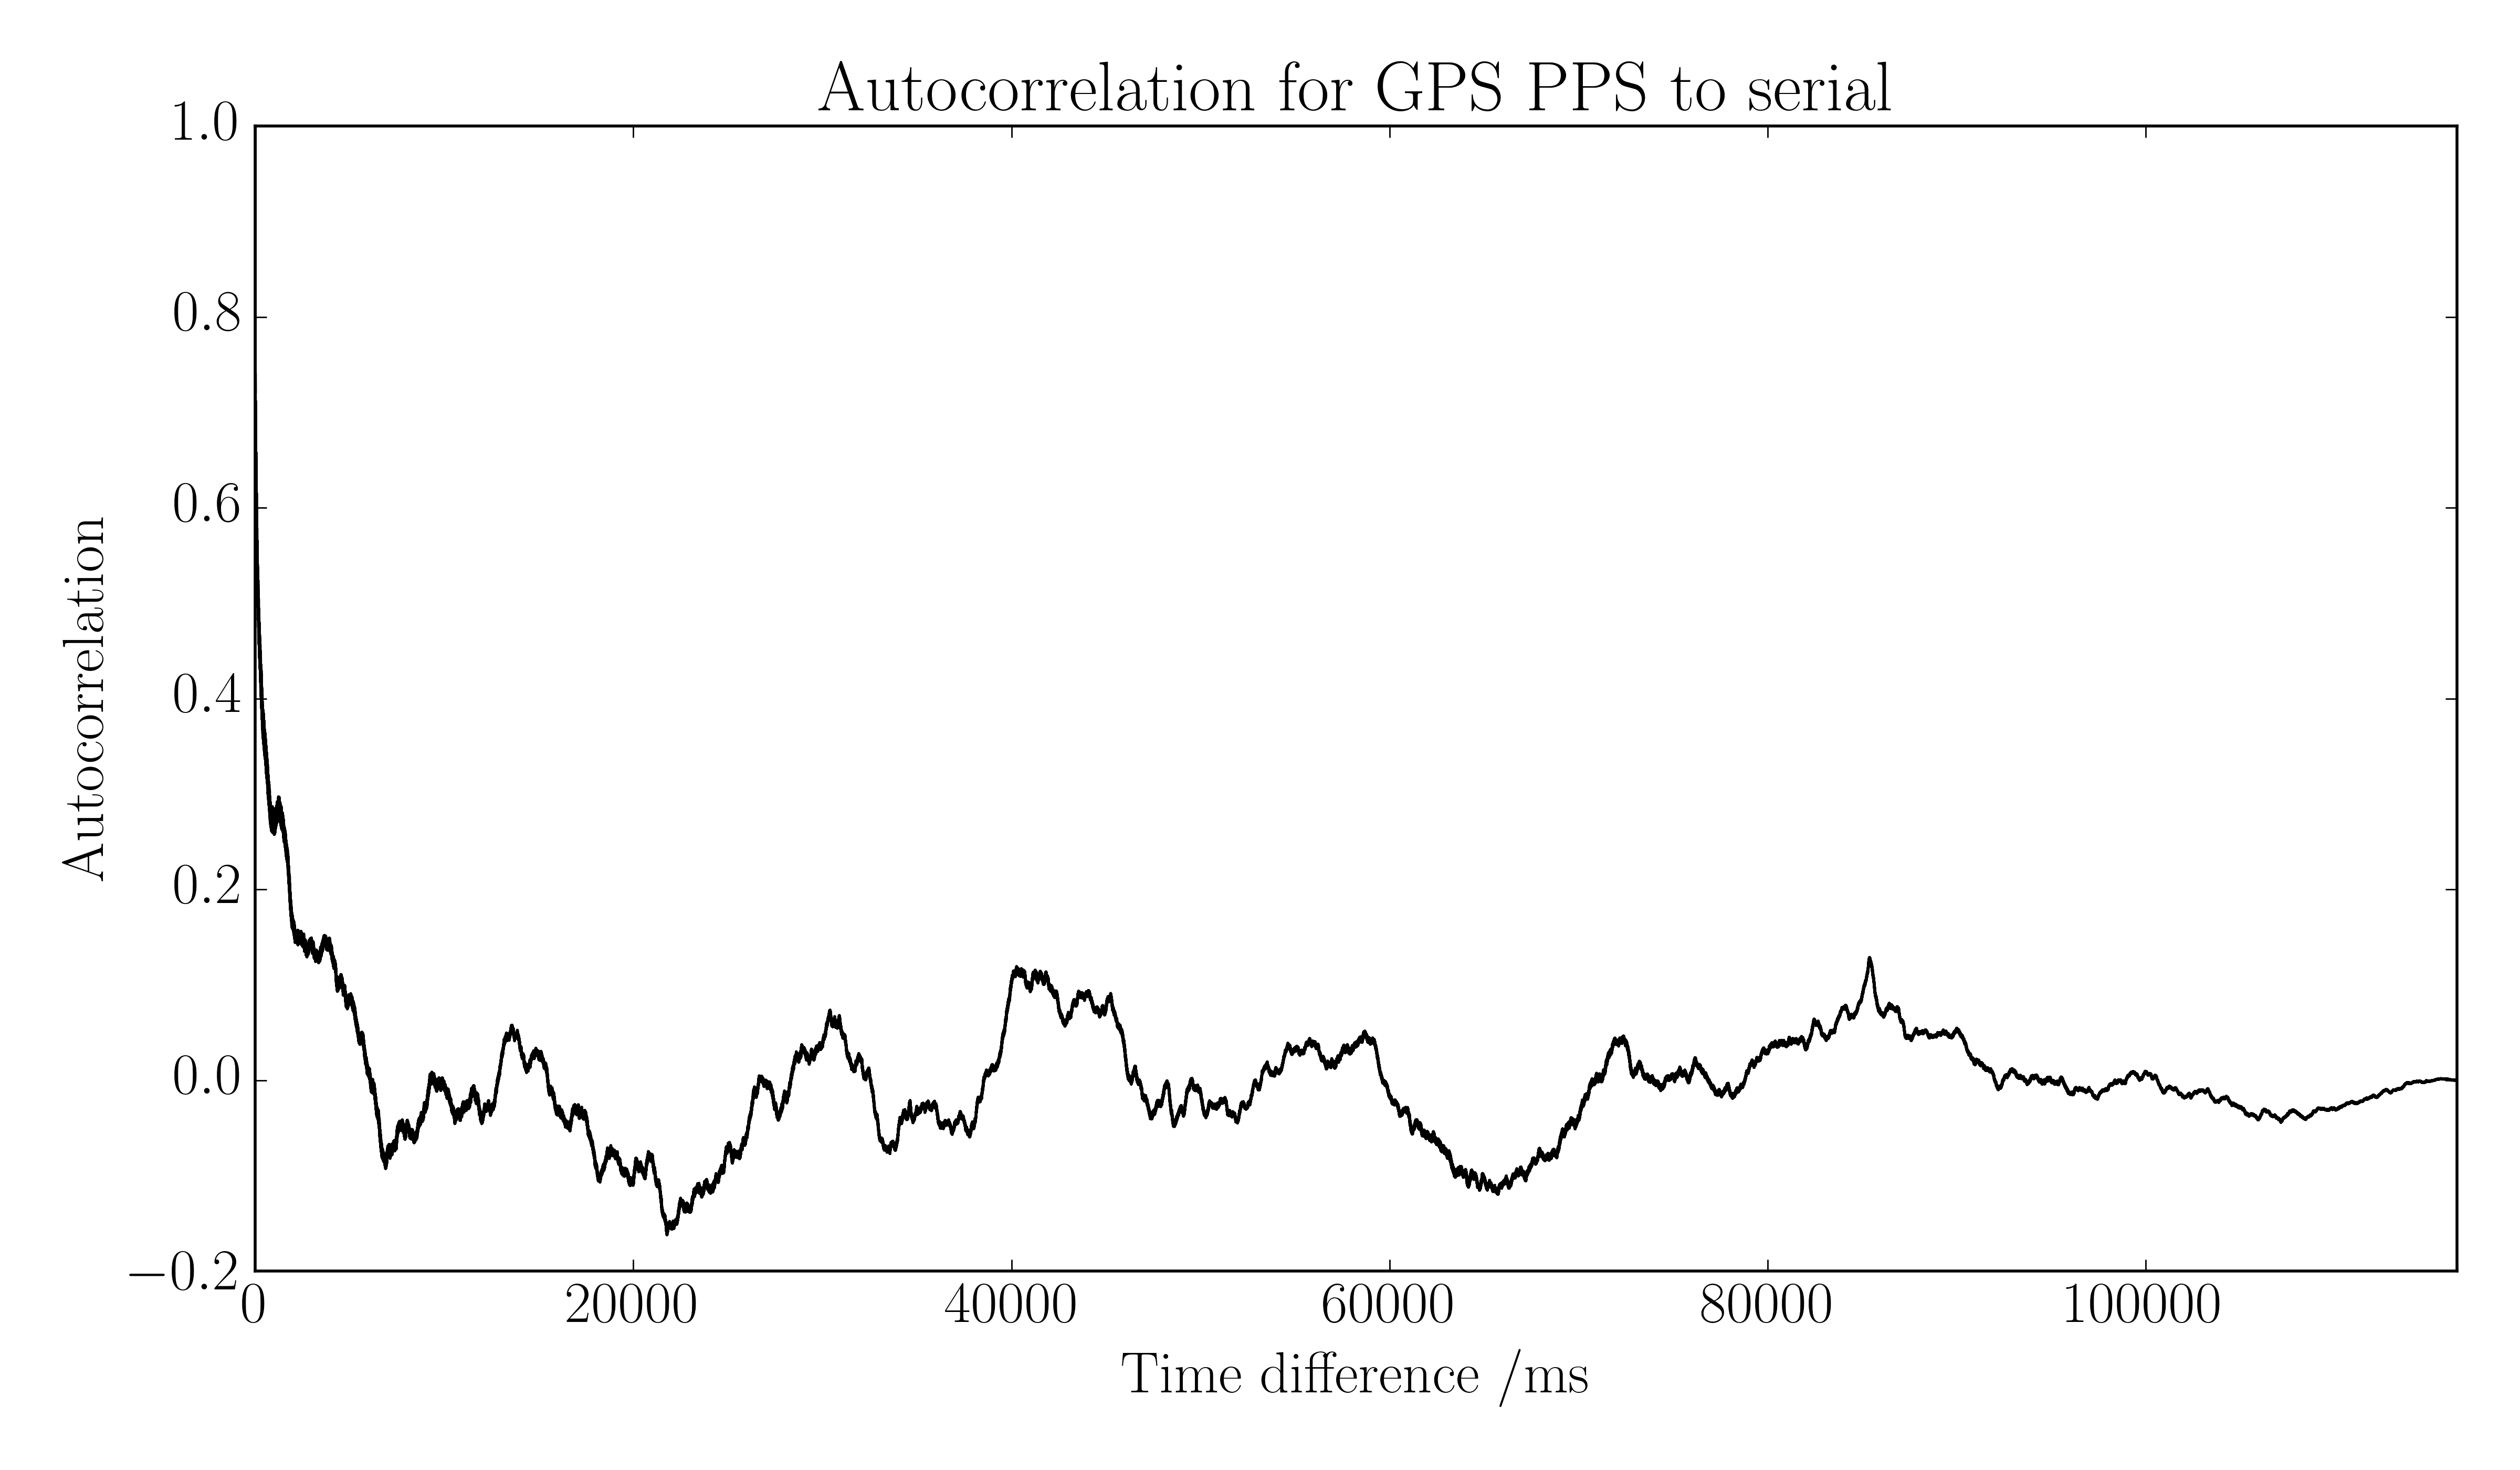 Autocorrelation for GPS PPS to serial
1.0
0.8
0.6
0.4
0.2
0.0
−0.2
Autocorrelation
0 20000 40000 60000 80000 100000
Time difference /ms